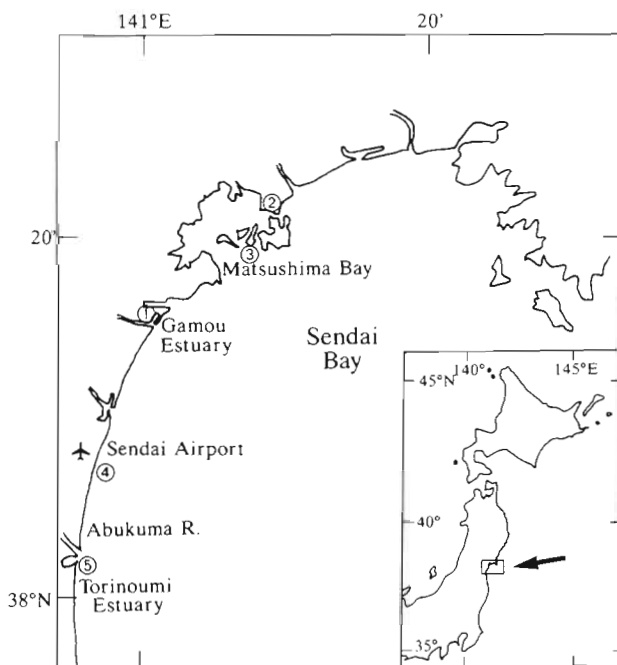 141°E
20'
②
20'
③
Matsushima Bay
①
Gamou
Estuary
Sendai
Bay
140°
145°E
45°N
Sendai Airport
④
40°
Abukuma R.
⑤
Torinoumi
Estuary
38°N
35°